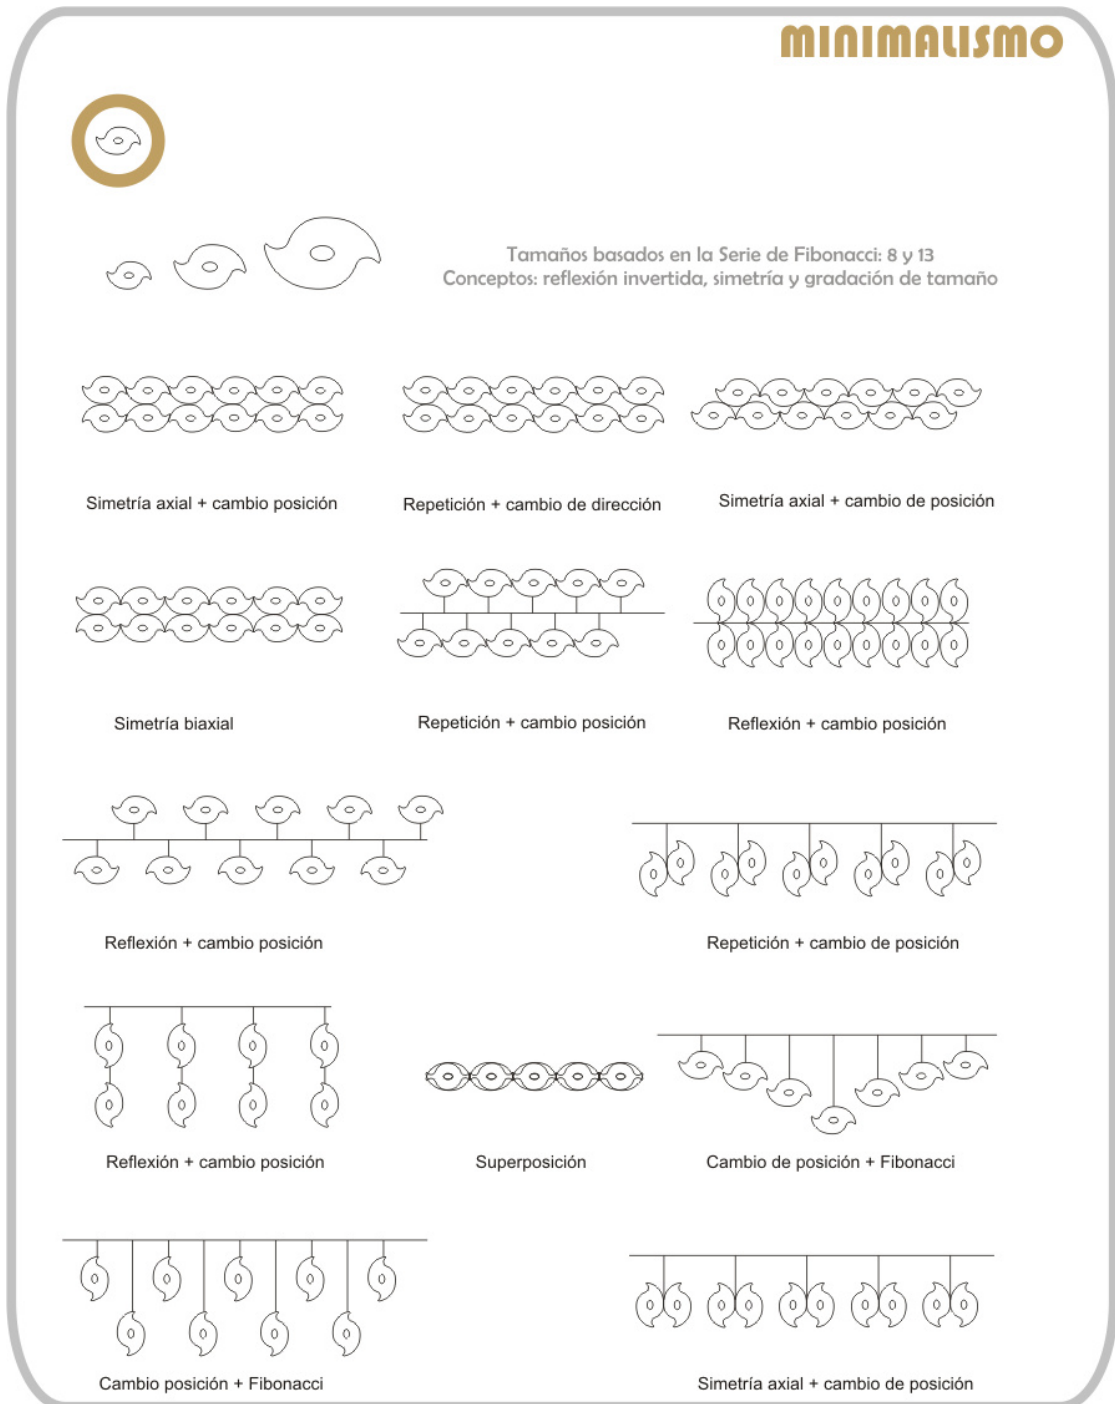 MINIMALISMO
Tamaños basados en la Serie de Fibonacci: 8 y 13
Conceptos: reflexión invertida, simetría y gradación de tamaño
Simetría axial + cambio posición
Repetición + cambio de dirección
Simetría axial + cambio de posición
Simetría biaxial
Repetición + cambio posición
Reflexión + cambio posición
Reflexión + cambio posición
Repetición + cambio de posición
Reflexión + cambio posición
Superposición
Cambio de posición + Fibonacci
Cambio posición + Fibonacci
Simetría axial + cambio de posición